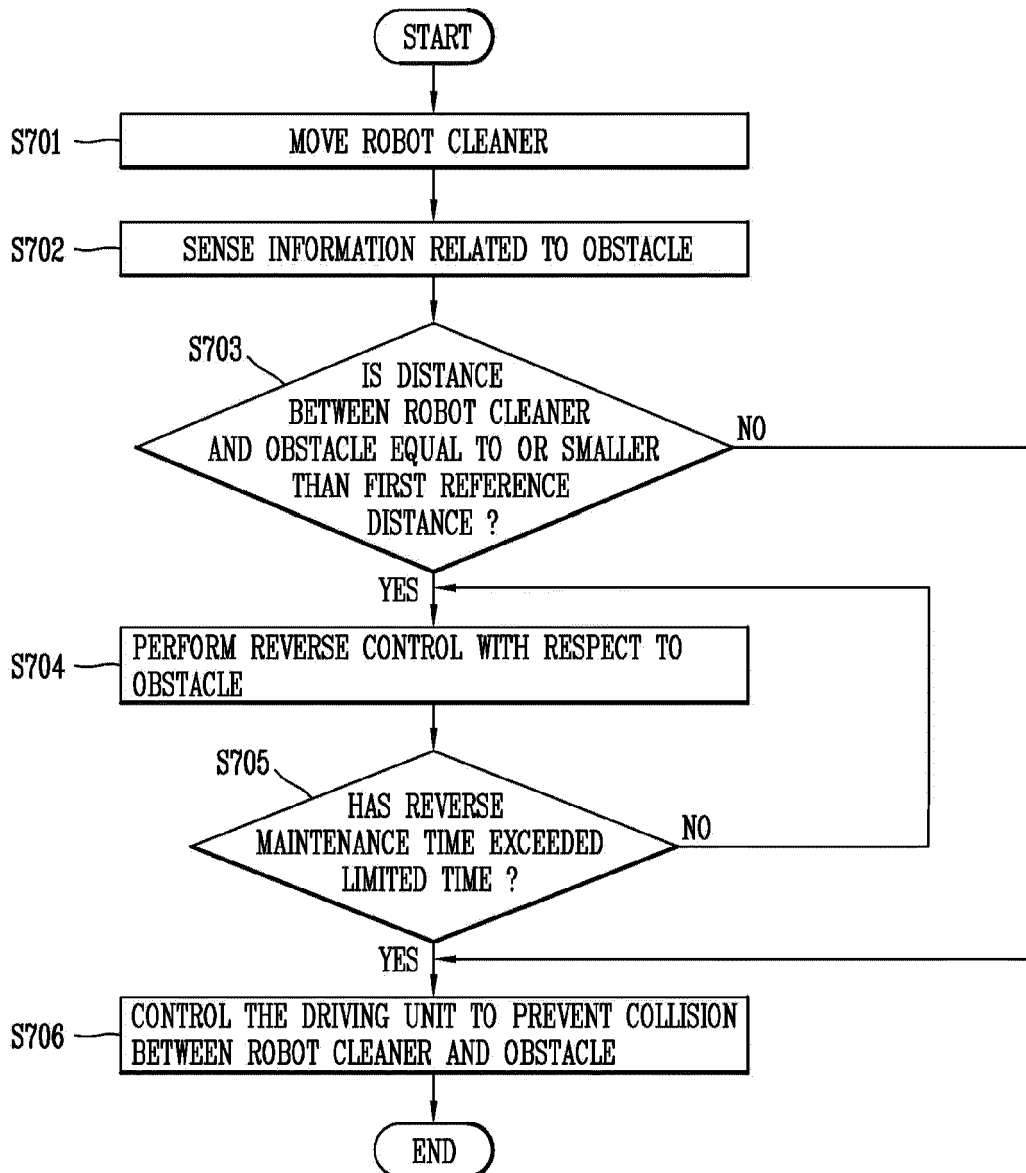 START
S701
MOVE ROBOT CLEANER
S702
SENSE INFORMATION RELATED TO OBSTACLE
S703
IS DISTANCE
BETWEEN ROBOT CLEANER
AND OBSTACLE EQUAL TO OR SMALLER
THAN FIRST REFERENCE
DISTANCE ?
NO
YES
S704
PERFORM REVERSE CONTROL WITH RESPECT TO
OBSTACLE
S705
HAS REVERSE
MAINTENANCE TIME EXCEEDED
LIMITED TIME ?
NO
YES
S706
CONTROL THE DRIVING UNIT TO PREVENT COLLISION
BETWEEN ROBOT CLEANER AND OBSTACLE
END